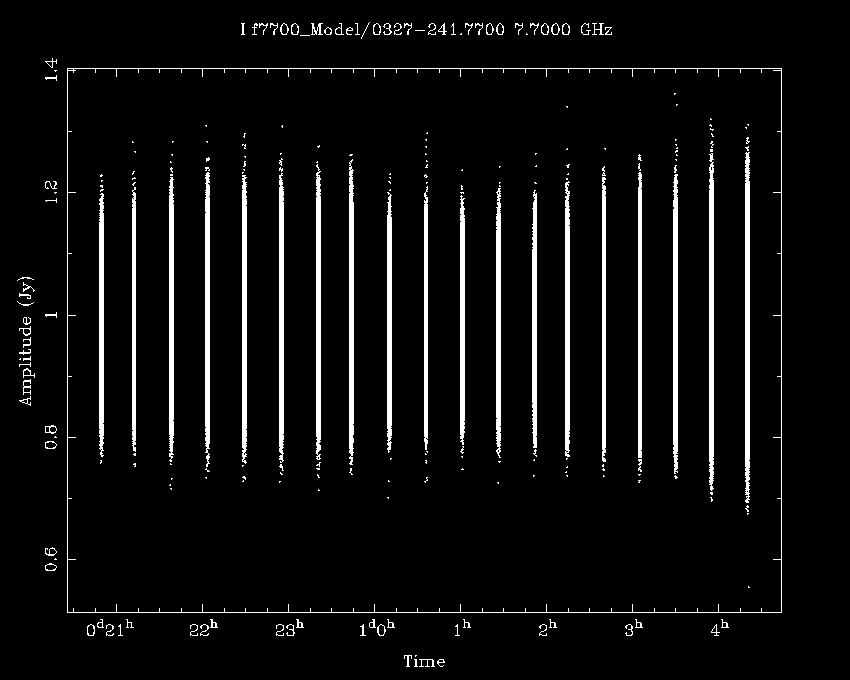 I f7700_Model/0327-241.7700 7.7000 GHz
1.4
1.2
1
0.8
0.6
Amplitude (Jy)
0ᵈ21ʰ 22ʰ 23ʰ 1ᵈ0ʰ 1ʰ 2ʰ 3ʰ 4ʰ
Time